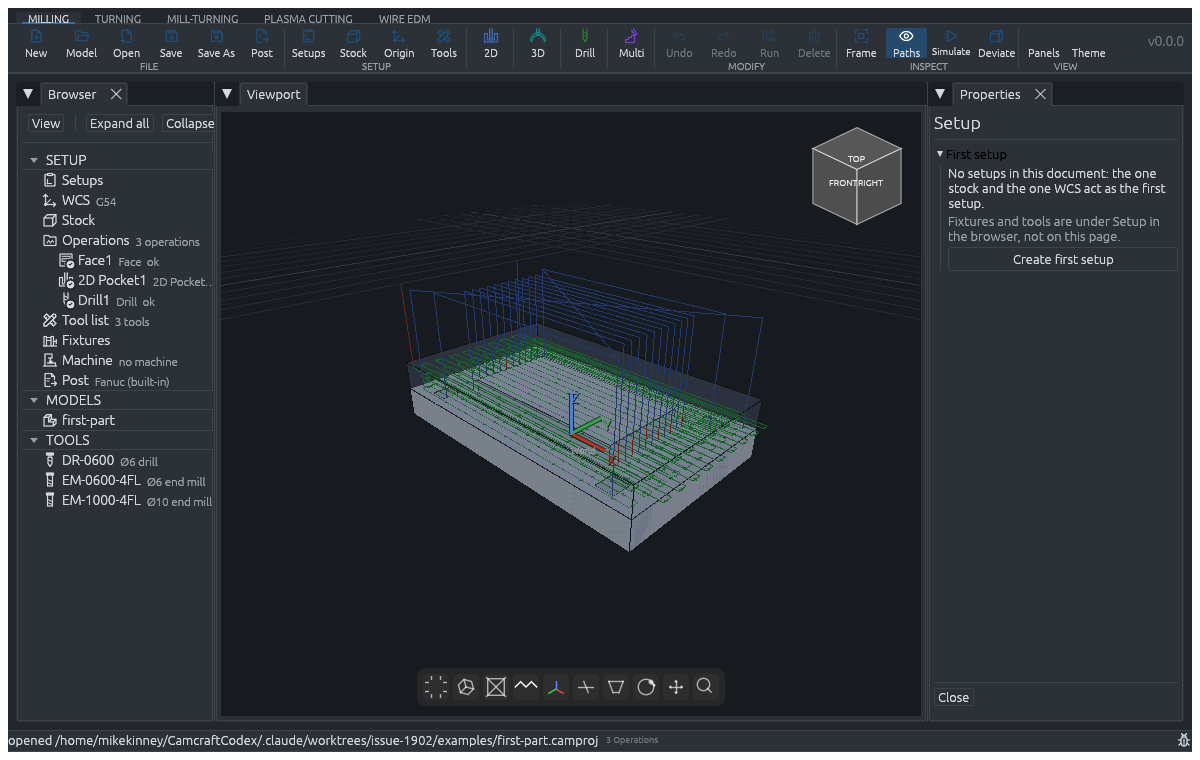 MILLING TURNING MILL-TURNING PLASMA CUTTING WIRE EDM
New Model Open Save Save As Post Setups Stock Origin Tools 2D 3D Drill Multi Undo Redo Run Delete Frame Paths Simulate Deviate Panels Theme v0.0.0
FILE SETUP MODIFY INSPECT VIEW
Browser Viewport Properties
View Expand all Collapse
Setup
SETUP
Setups
WCS G54
Stock
Operations 3 operations
Face1 Face ok
2D Pocket1 2D Pocket..
Drill1 Drill ok
Tool list 3 tools
Fixtures
Machine no machine
Post Fanuc (built-in)
MODELS
first-part
TOOLS
DR-0600 Ø6 drill
EM-0600-4FL Ø6 end mill
EM-1000-4FL Ø10 end mill
TOP
FRONT RIGHT
Z
Y
X
First setup
No setups in this document: the one
stock and the one WCS act as the first
setup.
Fixtures and tools are under Setup in
the browser, not on this page.
Create first setup
Close
opened /home/mikekinney/CamcraftCodex/.claude/worktrees/issue-1902/examples/first-part.camproj 3 Operations